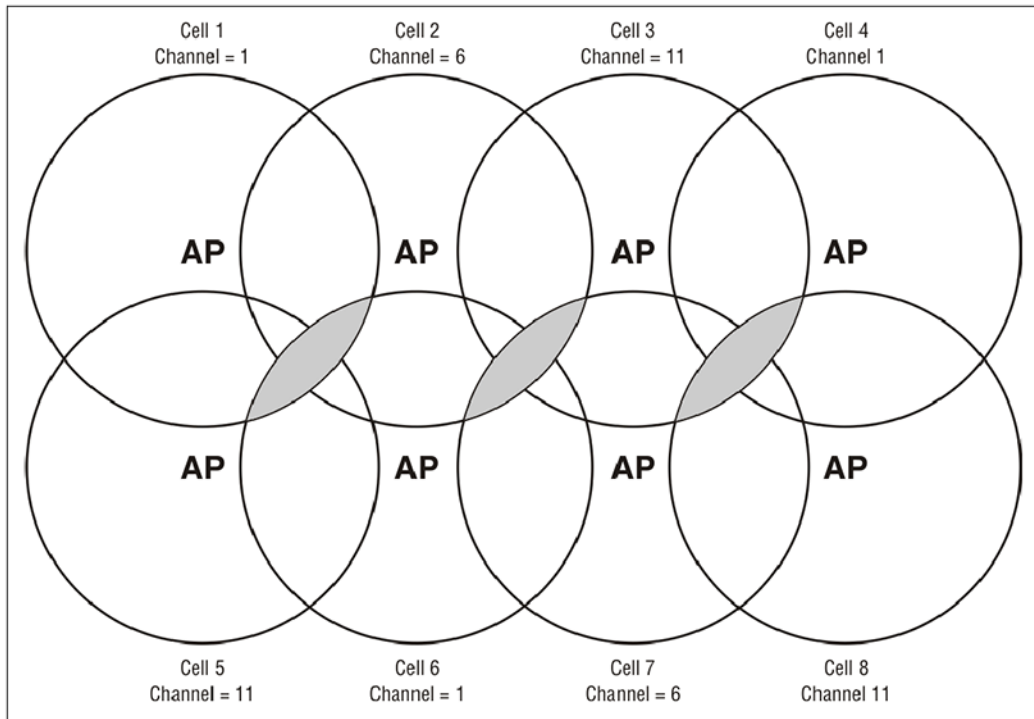 Cell 1
Channel = 1
Cell 2
Channel = 6
Cell 3
Channel = 11
Cell 4
Channel 1
AP
AP
AP
AP
AP
AP
AP
AP
Cell 5
Channel = 11
Cell 6
Channel = 1
Cell 7
Channel = 6
Cell 8
Channel 11